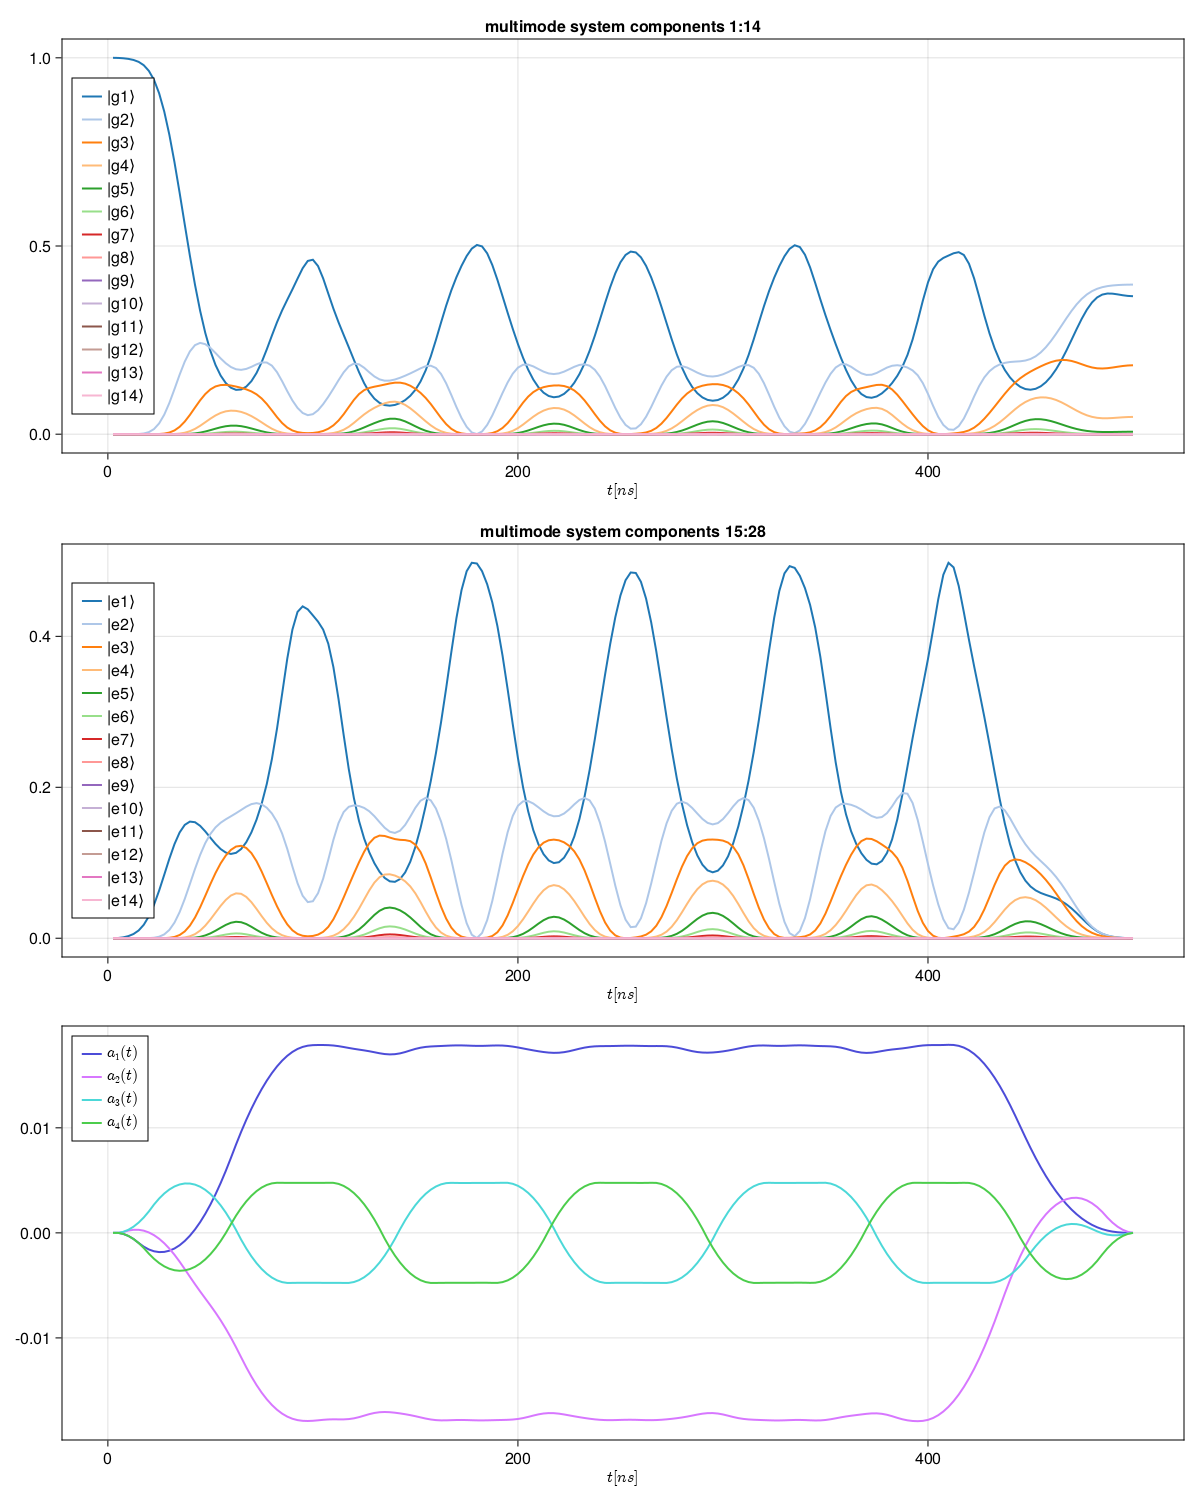 multimode system components 1:14
1.0
0.5
0.0
|g1⟩
|g2⟩
|g3⟩
|g4⟩
|g5⟩
|g6⟩
|g7⟩
|g8⟩
|g9⟩
|g10⟩
|g11⟩
|g12⟩
|g13⟩
|g14⟩
0 200 400
t[ns]
multimode system components 15:28
0.4
0.2
0.0
|e1⟩
|e2⟩
|e3⟩
|e4⟩
|e5⟩
|e6⟩
|e7⟩
|e8⟩
|e9⟩
|e10⟩
|e11⟩
|e12⟩
|e13⟩
|e14⟩
0 200 400
t[ns]
a₁(t)
a₂(t)
a₃(t)
a₄(t)
0.01
0.00
-0.01
0 200 400
t[ns]